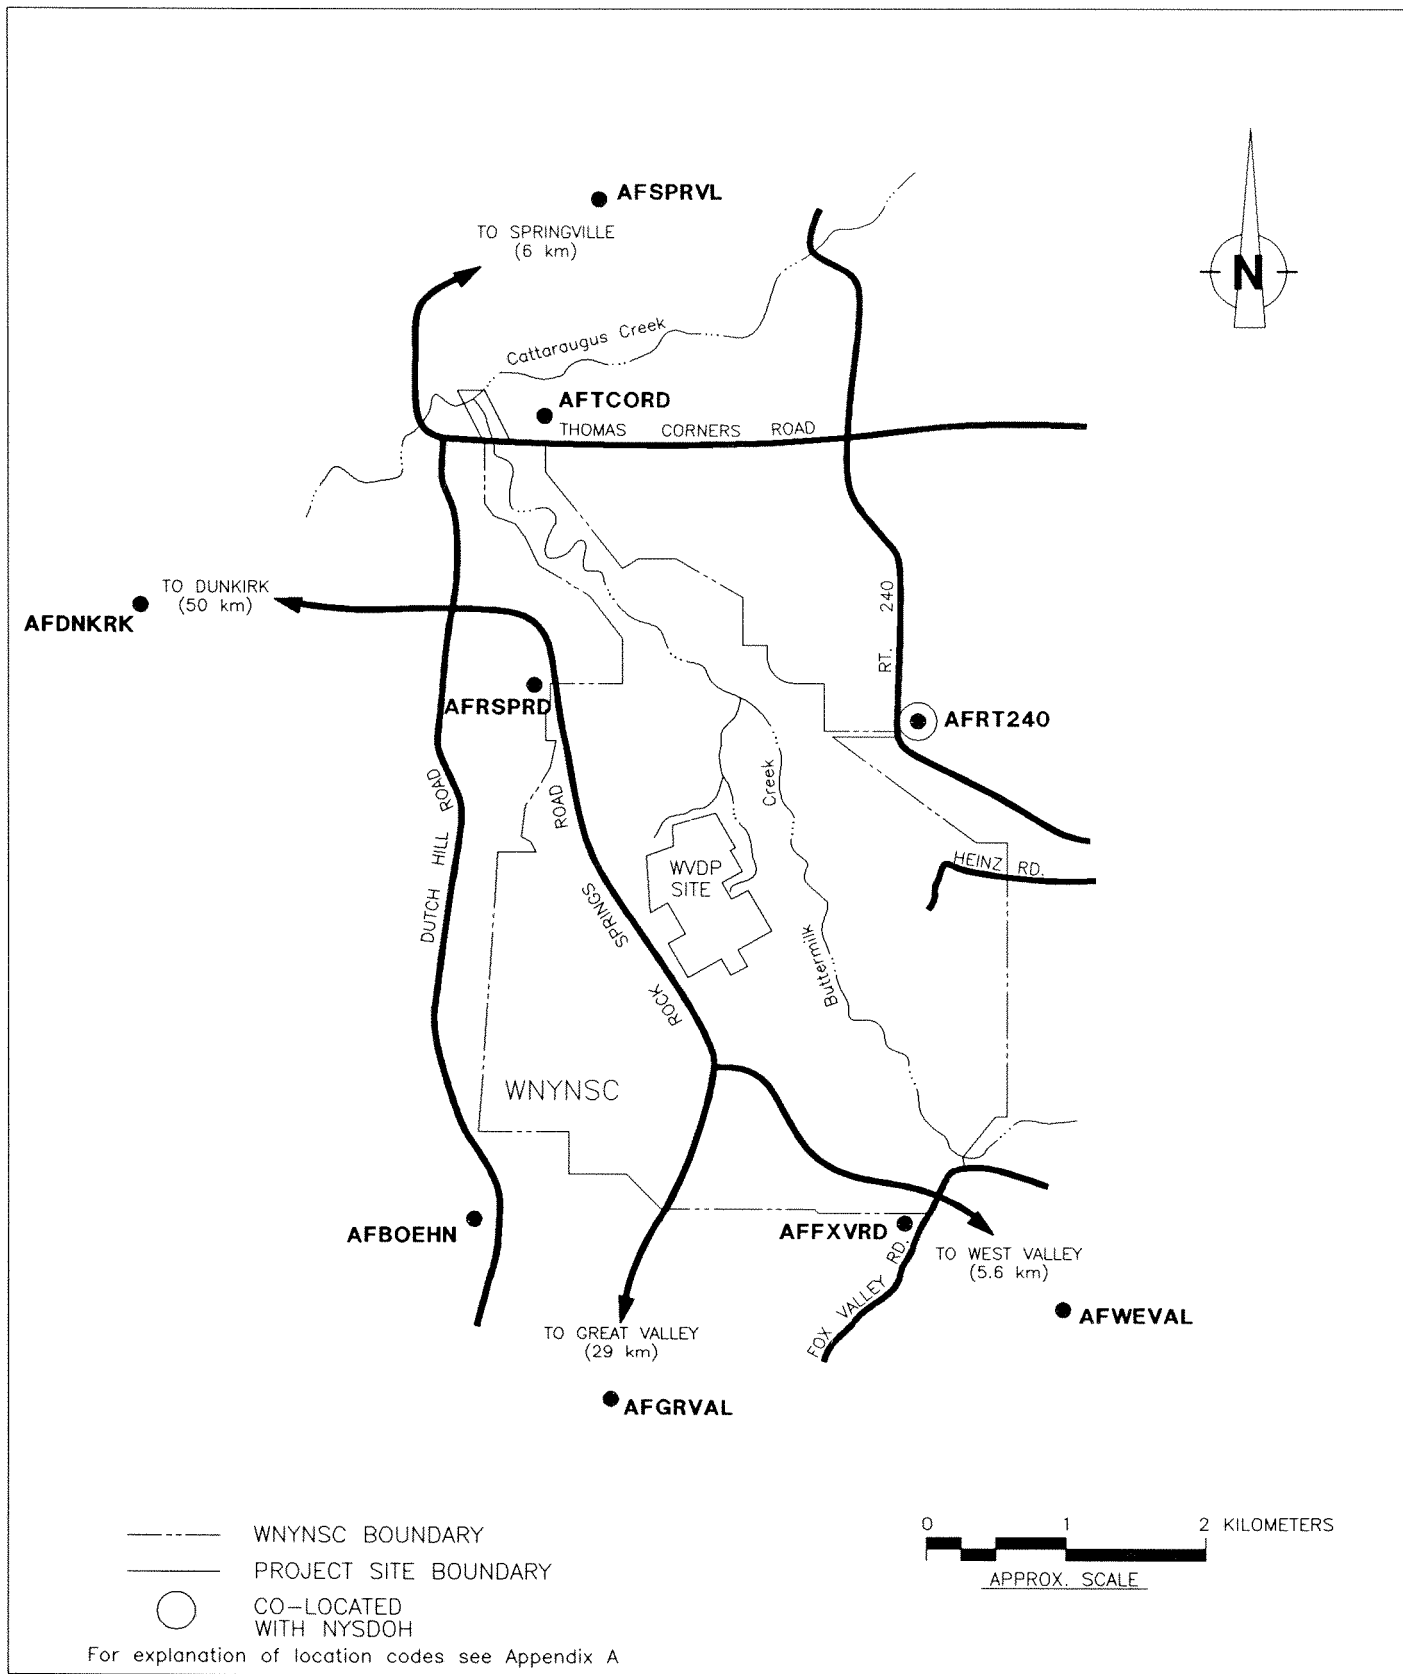 AFSPRVL
TO SPRINGVILLE
(6 km)
N
Cattaraugus Creek
AFTCORD
THOMAS CORNERS ROAD
TO DUNKIRK
(50 km)
AFDNKRK
RT. 240
AFRSPRD
AFRT240
DUTCH HILL ROAD
ROCK SPRINGS ROAD
Buttermilk Creek
WVDP
SITE
HEINZ RD.
WNYNSC
AFBOEHN
AFFXVRD
FOX VALLEY RD.
TO WEST VALLEY
(5.6 km)
AFWEVAL
TO GREAT VALLEY
(29 km)
AFGRVAL
WNYNSC BOUNDARY
PROJECT SITE BOUNDARY
CO-LOCATED
WITH NYSDOH
For explanation of location codes see Appendix A
0 1 2 KILOMETERS
APPROX. SCALE